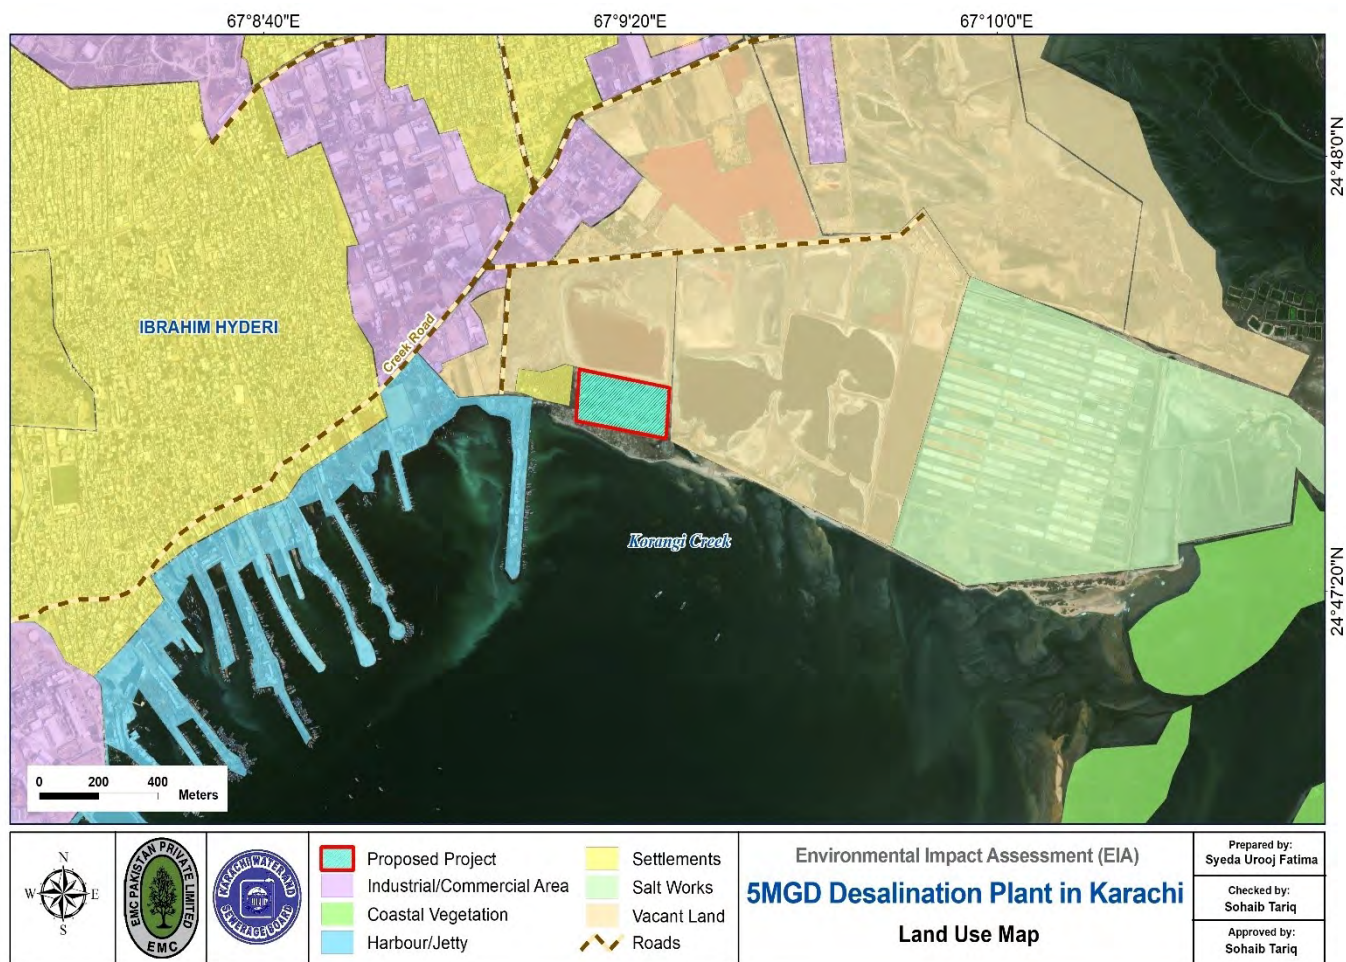 67°8'40"E
67°9'20"E
67°10'0"E
24°48'0"N
IBRAHIM HYDERI
Creek Road
Korangi Creek
24°47'20"N
0 200 400
Meters
N
W E
S
EMC PAKISTAN PRIVATE LIMITED
EMC
KARACHI WATER AND
SEWERAGE BOARD
Proposed Project
Industrial/Commercial Area
Coastal Vegetation
Harbour/Jetty
Settlements
Salt Works
Vacant Land
Roads
Environmental Impact Assessment (EIA)
5MGD Desalination Plant in Karachi
Land Use Map
Prepared by:
Syeda Urooj Fatima
Checked by:
Sohaib Tariq
Approved by:
Sohaib Tariq